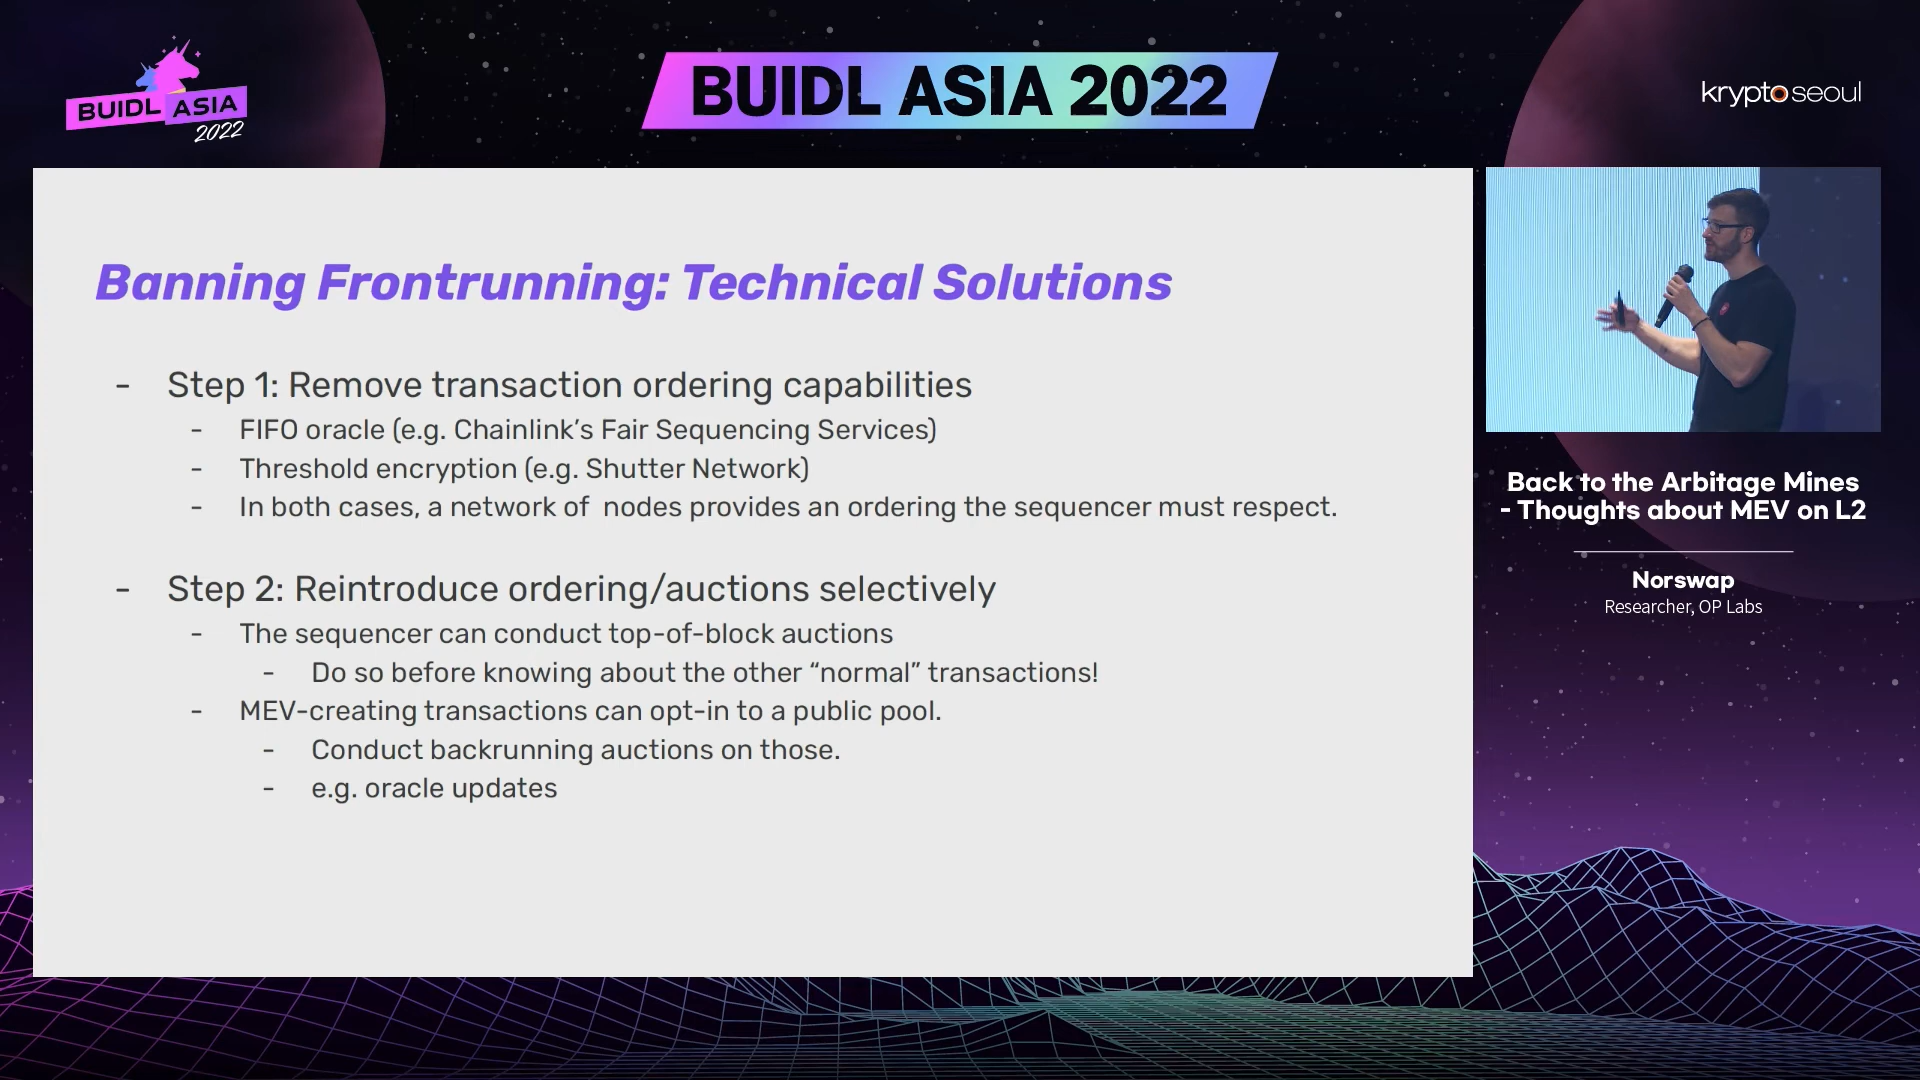 BUIDL ASIA
2022
BUIDL ASIA 2022
kryptoseoul
Banning Frontrunning: Technical Solutions
- Step 1: Remove transaction ordering capabilities
- FIFO oracle (e.g. Chainlink’s Fair Sequencing Services)
- Threshold encryption (e.g. Shutter Network)
- In both cases, a network of  nodes provides an ordering the sequencer must respect.
- Step 2: Reintroduce ordering/auctions selectively
- The sequencer can conduct top-of-block auctions
- Do so before knowing about the other “normal” transactions!
- MEV-creating transactions can opt-in to a public pool.
- Conduct backrunning auctions on those.
- e.g. oracle updates
Back to the Arbitage Mines
- Thoughts about MEV on L2
Norswap
Researcher, OP Labs